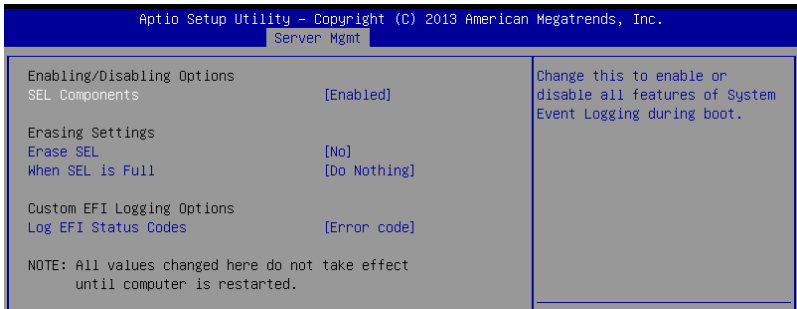 Aptio Setup Utility – Copyright (C) 2013 American Megatrends, Inc.
Server Mgmt
Enabling/Disabling Options
SEL Components [Enabled]
Erasing Settings
Erase SEL [No]
When SEL is Full [Do Nothing]
Custom EFI Logging Options
Log EFI Status Codes [Error code]
NOTE: All values changed here do not take effect
until computer is restarted.
Change this to enable or
disable all features of System
Event Logging during boot.